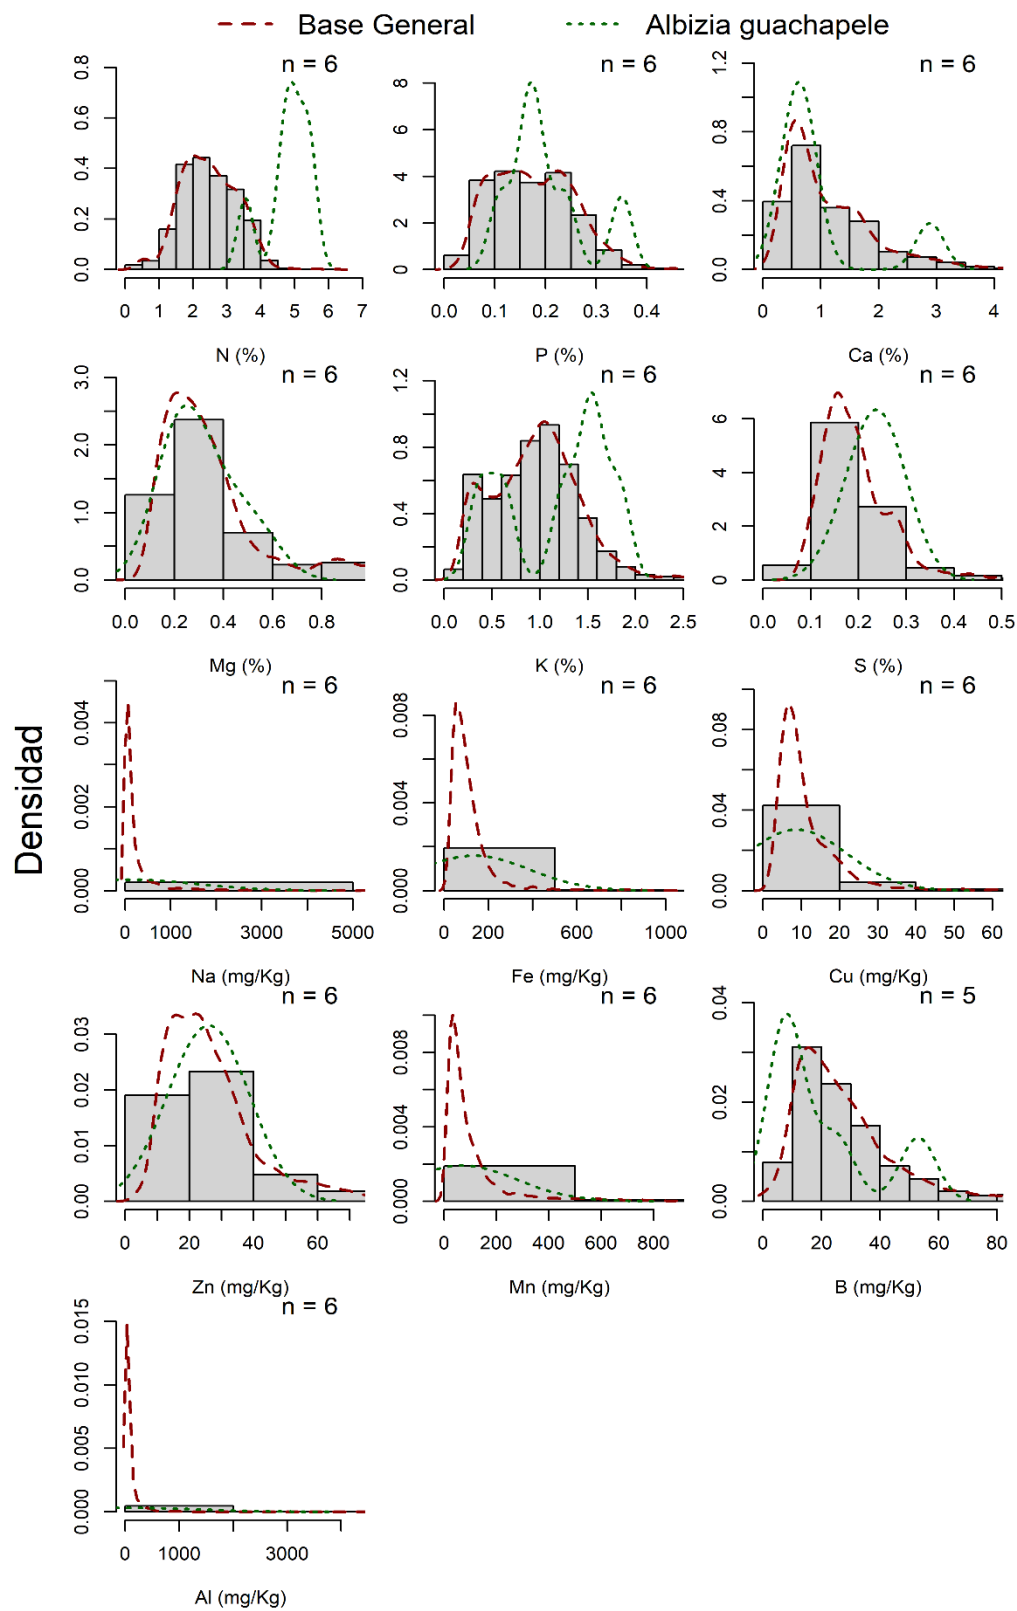 Base General Albizia guachapele
n = 6 n = 6 n = 6
0.0 0.2 0.4 0.6 0.8
0 2 4 6 8
0.0 0.4 0.8 1.2
0 1 2 3 4 5 6 7
0.0 0.1 0.2 0.3 0.4
0 1 2 3 4
N (%) P (%) Ca (%)
n = 6 n = 6 n = 6
0.0 1.0 2.0 3.0
0.0 0.4 0.8 1.2
0 2 4 6
0.0 0.2 0.4 0.6 0.8
0.0 0.5 1.0 1.5 2.0 2.5
0.0 0.1 0.2 0.3 0.4 0.5
Mg (%) K (%) S (%)
Densidad
n = 6 n = 6 n = 6
0.000 0.002 0.004
0.000 0.004 0.008
0.00 0.04 0.08
0 1000 3000 5000
0 200 600 1000
0 10 20 30 40 50 60
Na (mg/Kg) Fe (mg/Kg) Cu (mg/Kg)
n = 6 n = 6 n = 5
0.00 0.01 0.02 0.03
0.000 0.004 0.008
0.00 0.02 0.04
0 20 40 60
0 200 400 600 800
0 20 40 60 80
Zn (mg/Kg) Mn (mg/Kg) B (mg/Kg)
n = 6
0.000 0.005 0.010 0.015
0 1000 3000
Al (mg/Kg)